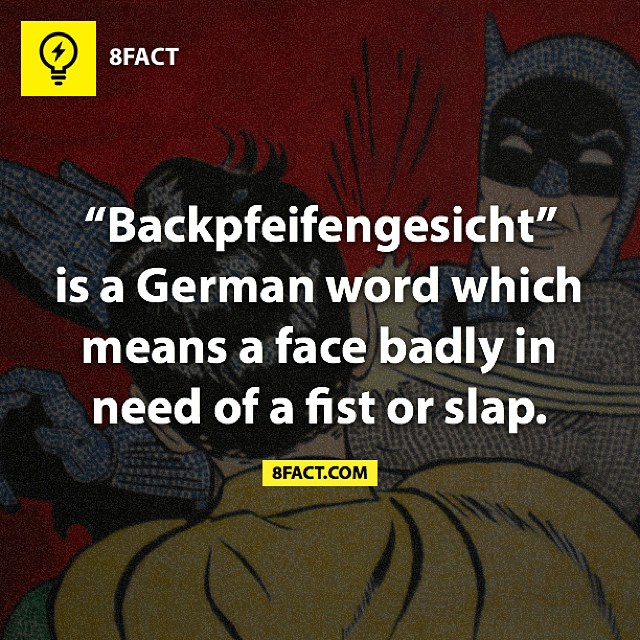 8FACT
“Backpfeifengesicht”
is a German word which
means a face badly in
need of a fist or slap.
8FACT.COM